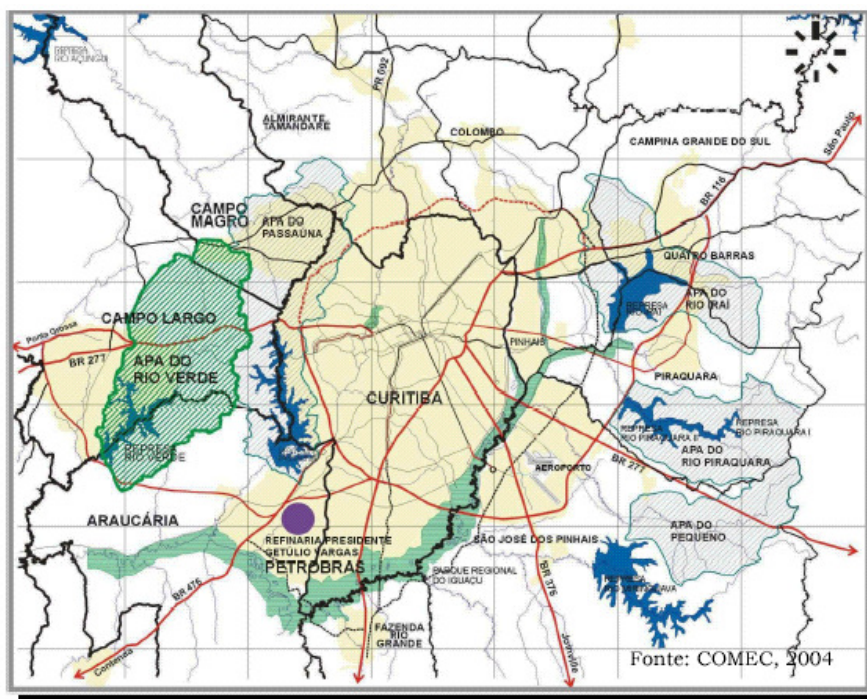 REPRESA
RIO AÇUNGUI
PR 092
ALMIRANTE
TAMANDARÉ
COLOMBO
CAMPINA GRANDE DO SUL
São Paulo
BR 116
CAMPO
MAGRO
APA DO
PASSAUNA
QUATRO BARRAS
CAMPO LARGO
REPRESA
APA DO
RIO IRAÍ
Ponta Grossa
BR 277
APA DO
RIO VERDE
PINHAIS
PIRAQUARA
CURITIBA
REPRESA
RIO VERDE
REPRESA
RIO PIRAQUARA II
REPRESA
RIO PIRAQUARA I
APA DO
RIO PIRAQUARA
AEROPORTO
BR 277
ARAUCÁRIA
REFINARIA PRESIDENTE
GETÚLIO VARGAS
PETROBRAS
SÃO JOSÉ DOS PINHAIS
APA DO
PEQUENO
PARQUE REGIONAL
DO IGUAÇU
BR 476
BR 376
REPRESA
FAZENDA
RIO
GRANDE
Contenda
Joinville
Fonte: COMEC, 2004